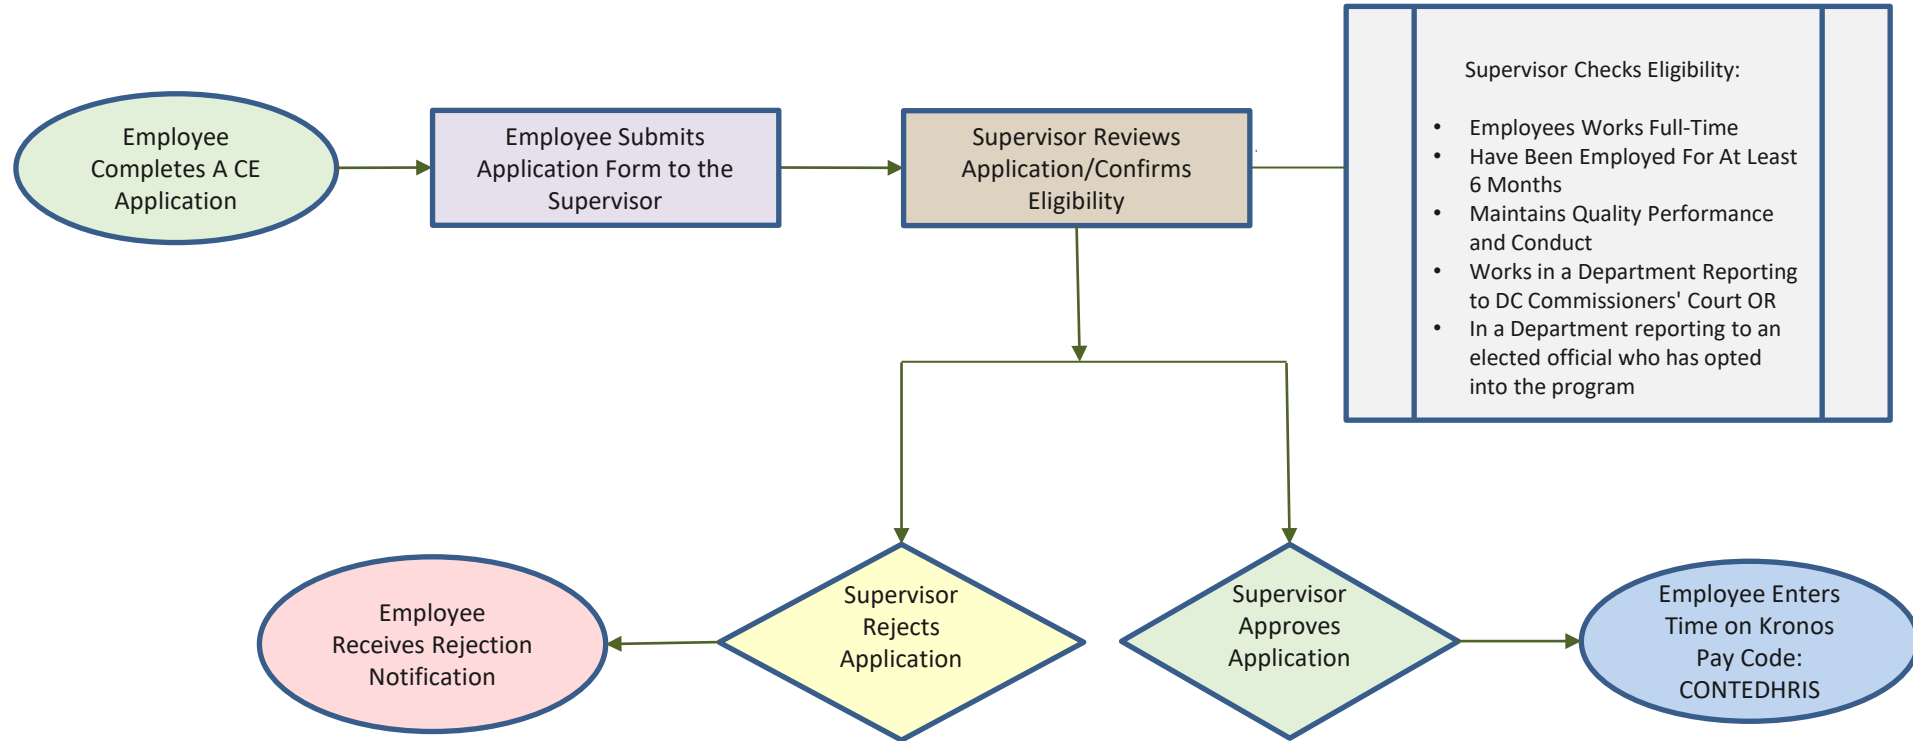 Employee
Completes A CE
Application
Employee Submits
Application Form to the
Supervisor
Supervisor Reviews
Application/Confirms
Eligibility
Supervisor Checks Eligibility:
• Employees Works Full-Time
• Have Been Employed For At Least
6 Months
• Maintains Quality Performance
and Conduct
• Works in a Department Reporting
to DC Commissioners' Court OR
• In a Department reporting to an
elected official who has opted
into the program
Employee
Receives Rejection
Notification
Supervisor
Rejects
Application
Supervisor
Approves
Application
Employee Enters
Time on Kronos
Pay Code:
CONTEDHRIS